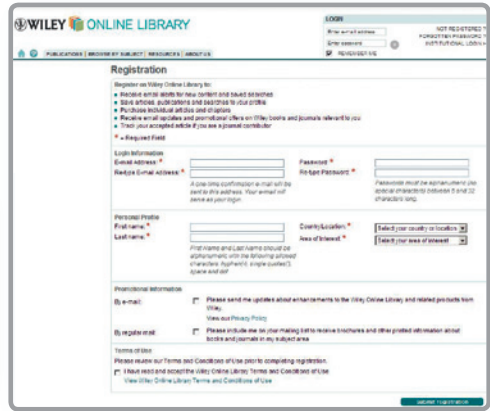 WILEY ONLINE LIBRARY
LOGIN
Enter e-mail address
Enter password
REMEMBER ME
NOT REGISTERED ?
FORGOTTEN PASSWORD ?
INSTITUTIONAL LOGIN >
PUBLICATIONS BROWSE BY SUBJECT RESOURCES ABOUT US
Registration
Register on Wiley Online Library to:
Receive email alerts for new content and saved searches
Save articles, publications and searches to your profile
Purchase individual articles and chapters
Receive email updates and promotional offers on Wiley books and journals relevant to you
Track your accepted article if you are a journal contributor
* = Required Field
Login Information
E-mail Address: *
Password: *
Re-type E-mail Address: *
Re-type Password: *
A one time confirmation e-mail will be
sent to this address. Your e-mail will
serve as your login.
Passwords must be alphanumeric (no
special characters) between 5 and 32
characters long.
Personal Profile
First name: *
Country/Location: *
Select your country or location
Last name: *
Area of Interest: *
Select your area of interest
First Name and Last Name should be
alphanumeric with the following allowed
characters: hyphen(-), single quotes('),
space and dot
Promotional Information
By e-mail:
Please send me updates about enhancements to the Wiley Online Library and related products from
Wiley.
View our Privacy Policy
By regular mail:
Please include me on your mailing list to receive brochures and other printed information about
books and journals in my subject area
Terms of Use
Please review our Terms and Conditions of Use prior to completing registration.
I have read and accept the Wiley Online Library Terms and Conditions of Use
View Wiley Online Library Terms and Conditions of Use
Submit registration